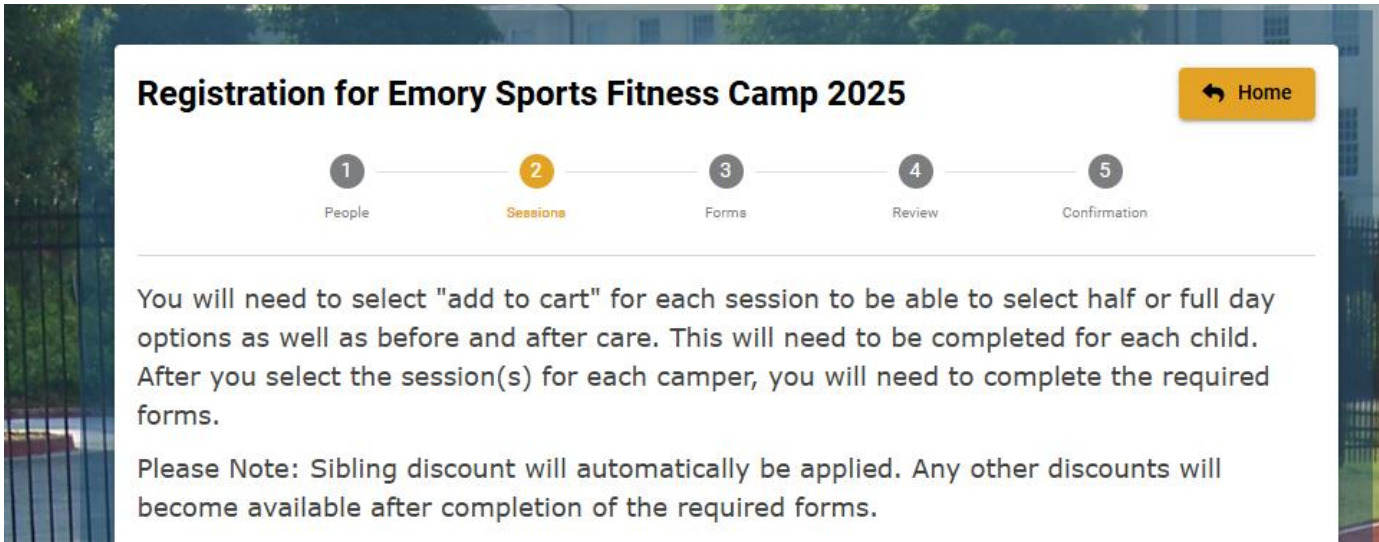 Registration for Emory Sports Fitness Camp 2025
Home
1
2
3
4
5
People
Sessions
Forms
Review
Confirmation
You will need to select "add to cart" for each session to be able to select half or full day
options as well as before and after care. This will need to be completed for each child.
After you select the session(s) for each camper, you will need to complete the required
forms.
Please Note: Sibling discount will automatically be applied. Any other discounts will
become available after completion of the required forms.